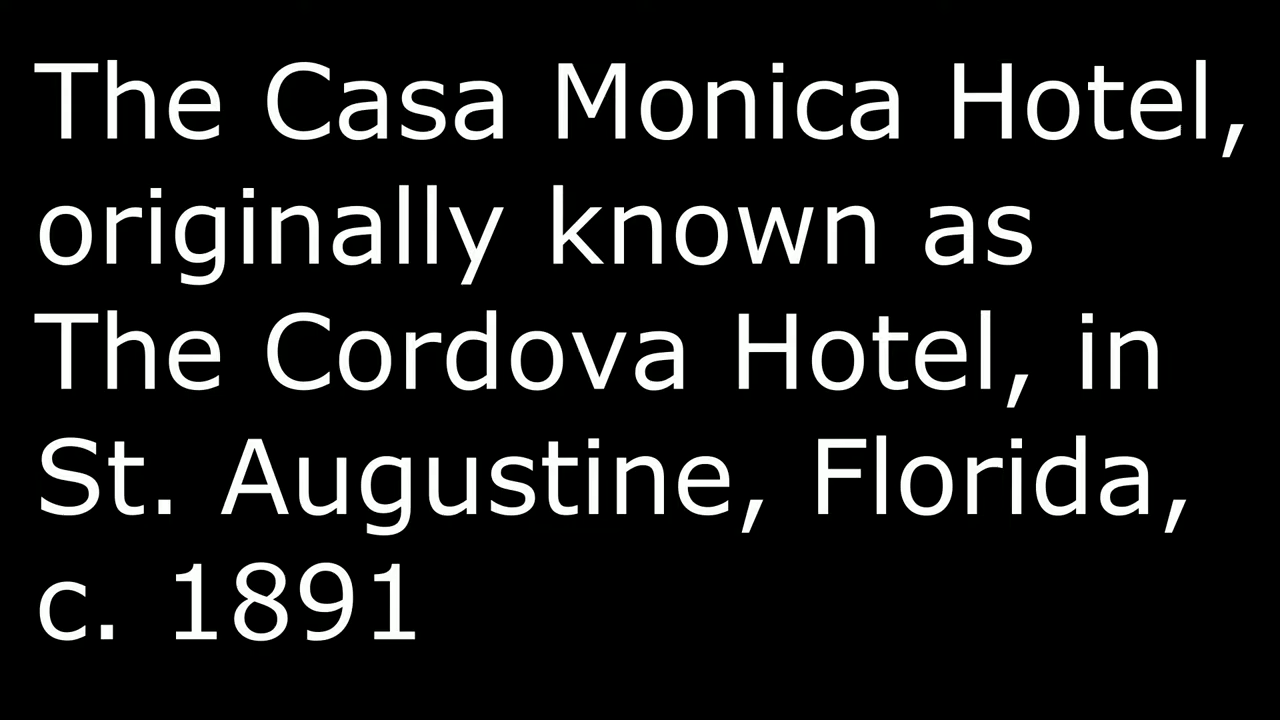 The Casa Monica Hotel,
originally known as
The Cordova Hotel, in
St. Augustine, Florida,
c. 1891